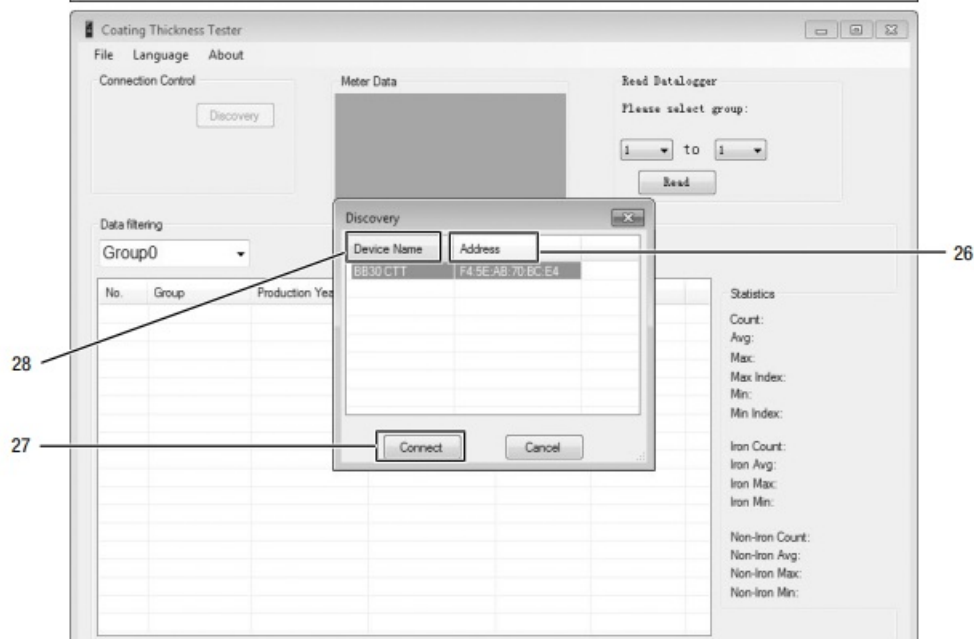 Coating Thickness Tester
File Language About
Connection Control
Discovery
Meter Data
Read Datalogger
Please select group:
1 to 1
Read
Data filtering
Group0
No. Group Production Yea
Discovery
Device Name Address
BB30 CTT F4:5E:AB:70:BC:E4
Connect Cancel
Statistics
Count:
Avg:
Max:
Max Index:
Min:
Min Index:
Iron Count:
Iron Avg:
Iron Max:
Iron Min:
Non-Iron Count:
Non-Iron Avg:
Non-Iron Max:
Non-Iron Min:
26
28
27